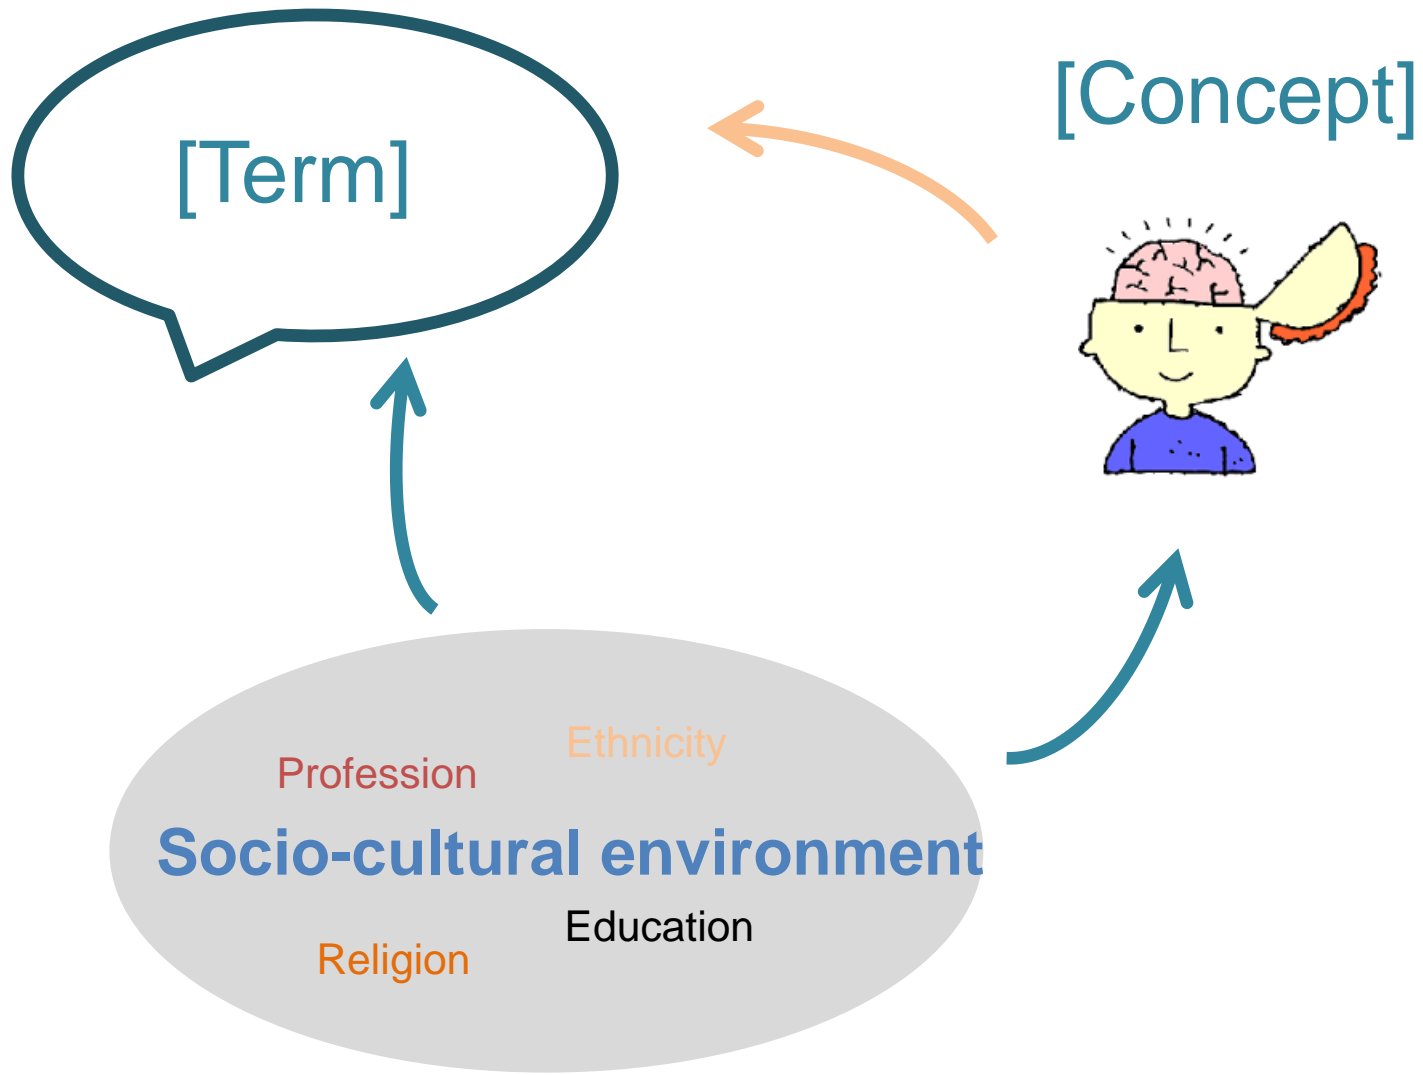 [Concept]
[Term]
Ethnicity
Profession
Socio-cultural environment
Education
Religion